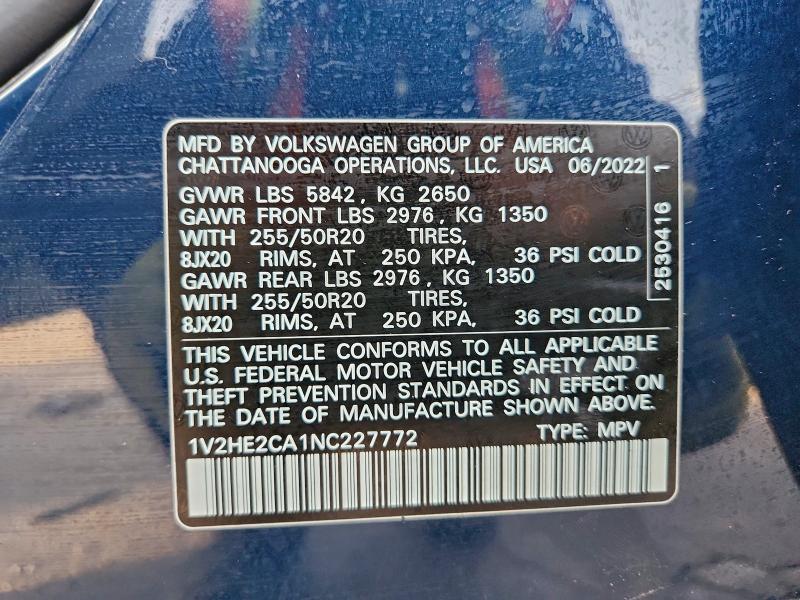 MFD BY VOLKSWAGEN GROUP OF AMERICA
CHATTANOOGA OPERATIONS, LLC. USA 06/2022
GVWR LBS 5842, KG 2650
GAWR FRONT LBS 2976, KG 1350
WITH 255/50R20 TIRES,
8JX20 RIMS, AT 250 KPA, 36 PSI COLD
GAWR REAR LBS 2976, KG 1350
WITH 255/50R20 TIRES,
8JX20 RIMS, AT 250 KPA, 36 PSI COLD
2530416 1
THIS VEHICLE CONFORMS TO ALL APPLICABLE
U.S. FEDERAL MOTOR VEHICLE SAFETY AND
THEFT PREVENTION STANDARDS IN EFFECT ON
THE DATE OF MANUFACTURE SHOWN ABOVE.
1V2HE2CA1NC227772 TYPE: MPV